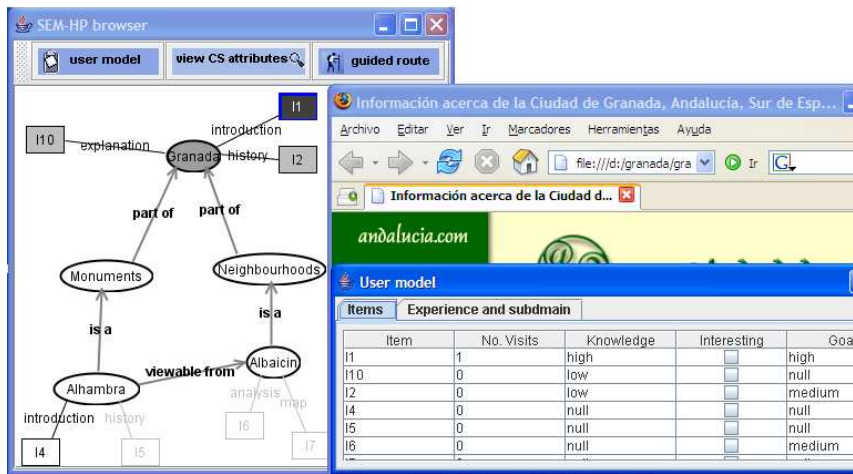 SEM-HP browser
user model
view CS attributes
guided route
I1
introduction
I10
explanation
Granada
history
I2
part of
part of
Monuments
Neighbourhoods
is a
is a
viewable from
Albaicin
Alhambra
analysis
map
introduction
history
I6
I7
I4
I5
Información acerca de la Ciudad de Granada, Andalucía, Sur de Esp...
Archivo Editar Ver Ir Marcadores Herramientas Ayuda
file:///d:/granada/gra
Ir
G
Información acerca de la Ciudad d...
andalucia.com
User model
Items
Experience and subdmain
Item No. Visits Knowledge Interesting Goa
I1 1 high high
I10 0 low null
I2 0 low medium
I4 0 null null
I5 0 null null
I6 0 null medium